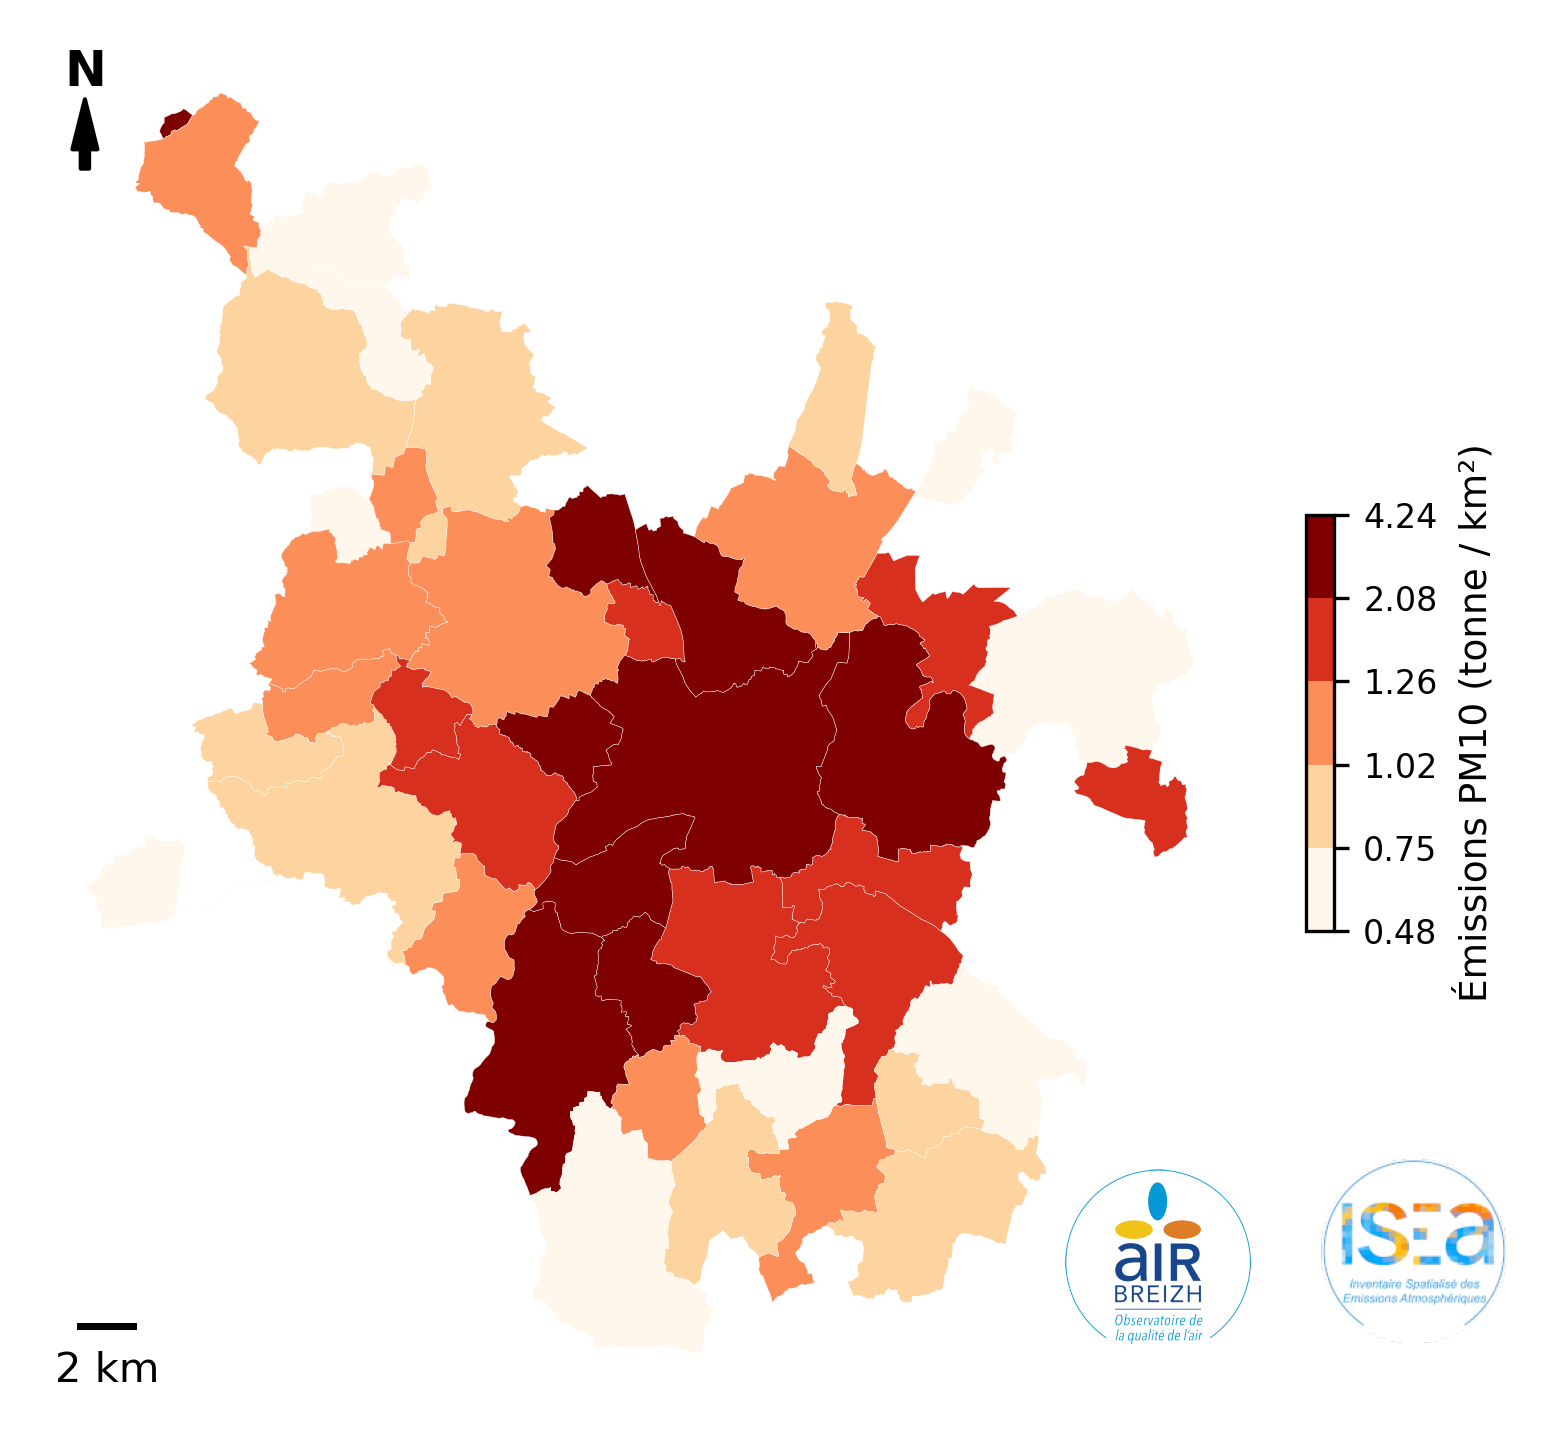 N
4.24
2.08
1.26
1.02
0.75
0.48
Émissions PM10 (tonne / km²)
aiR
BREIZH
Observatoire de
la qualité de l'air
ISEa
Inventaire Spatialisé des
Emissions Atmosphériques
2 km